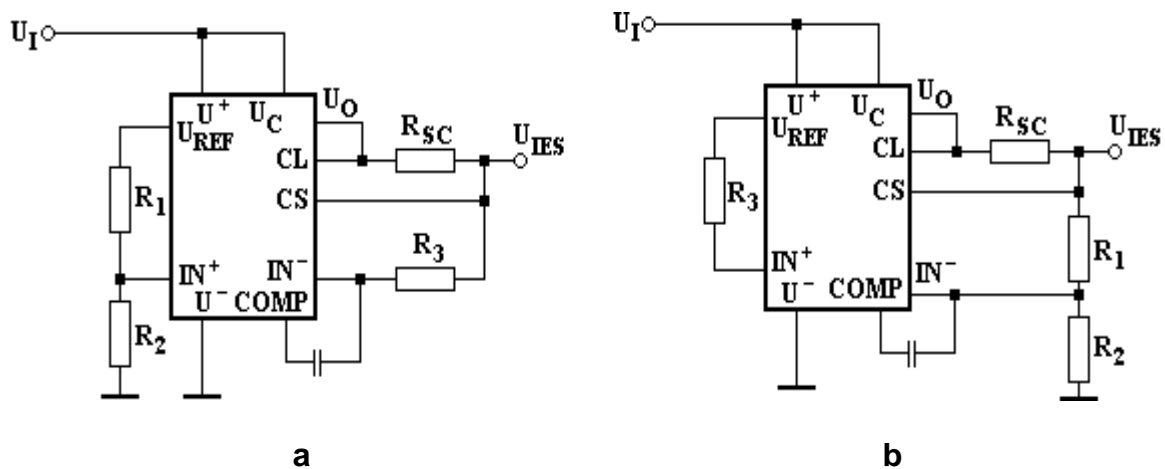 U_I
U^+
U_C
U_O
U_REF
R_SC
U_IES
CL
R_1
CS
R_3
IN^+
IN^-
U^-
COMP
R_2
a
U_I
U^+
U_C
U_O
U_REF
R_SC
U_IES
CL
R_3
CS
R_1
IN^+
IN^-
U^-
COMP
R_2
b